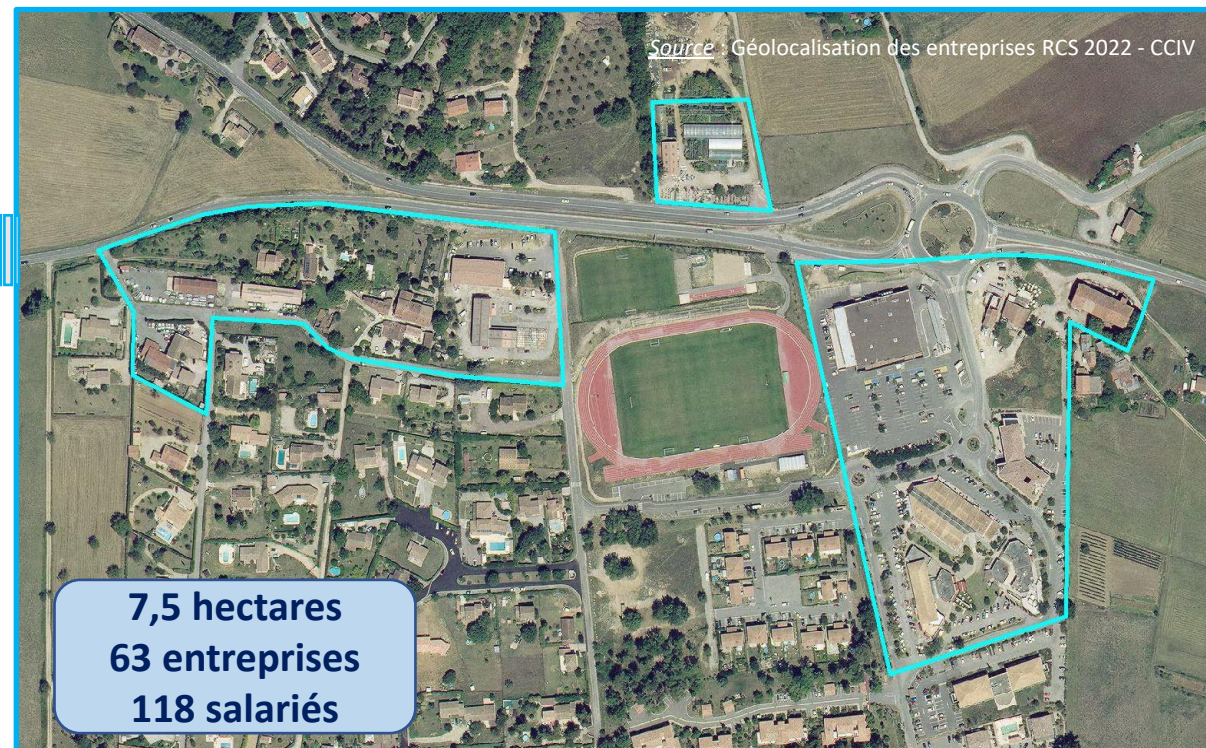 Source : Géolocalisation des entreprises RCS 2022 - CCIV
7,5 hectares
63 entreprises
118 salariés